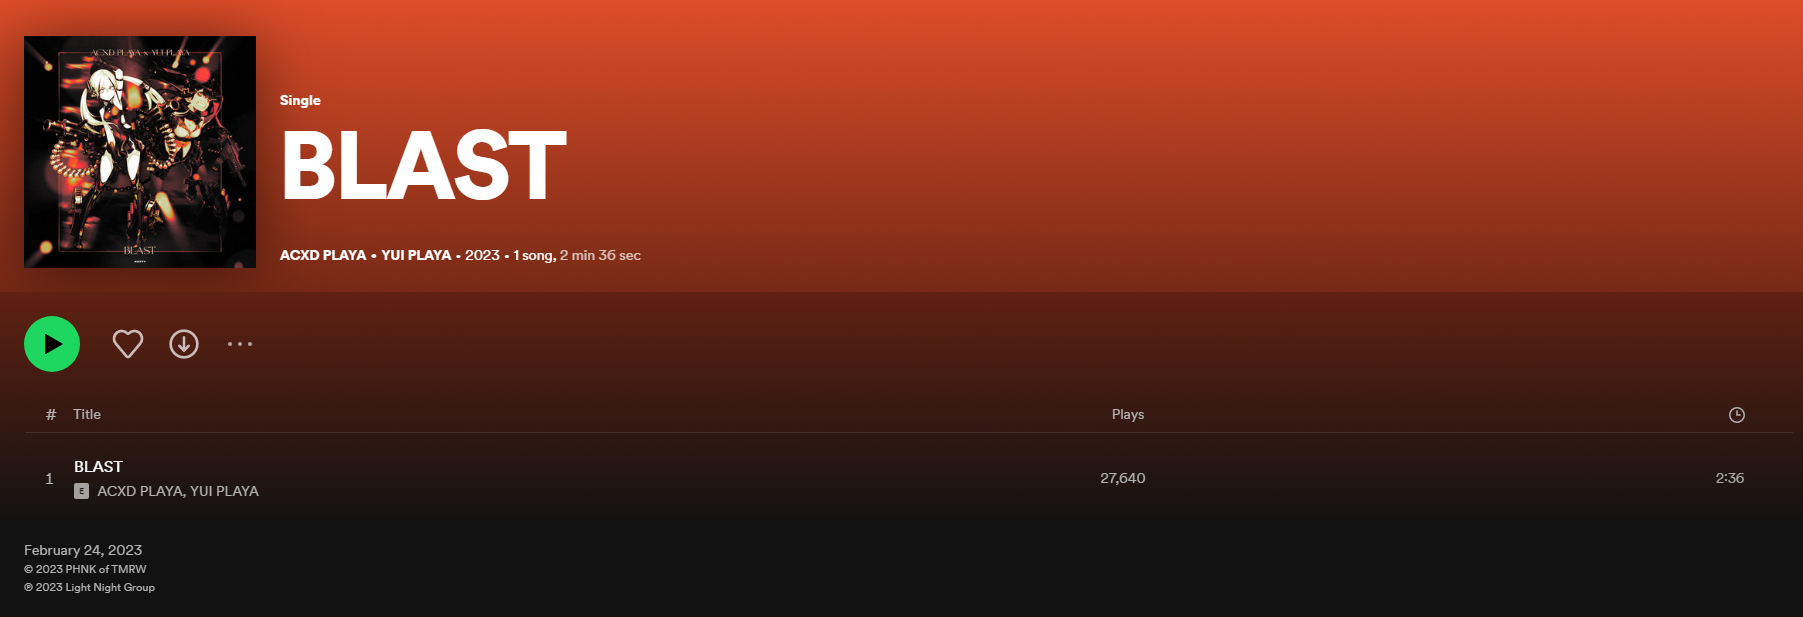 ACXD PLAYA x YUI PLAYA
BLAST
Single
BLAST
ACXD PLAYA • YUI PLAYA • 2023 • 1 song, 2 min 36 sec
# Title Plays
1 BLAST 27,640 2:36
E ACXD PLAYA, YUI PLAYA
February 24, 2023
© 2023 PHNK of TMRW
℗ 2023 Light Night Group